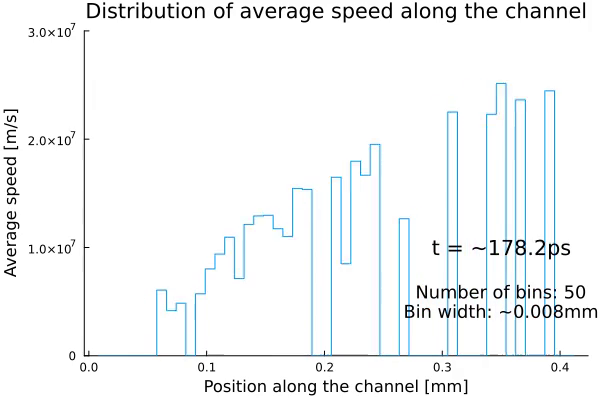 Distribution of average speed along the channel
3.0×10⁷
2.0×10⁷
1.0×10⁷
0
Average speed [m/s]
t = ~178.2ps
Number of bins: 50
Bin width: ~0.008mm
0.0 0.1 0.2 0.3 0.4
Position along the channel [mm]